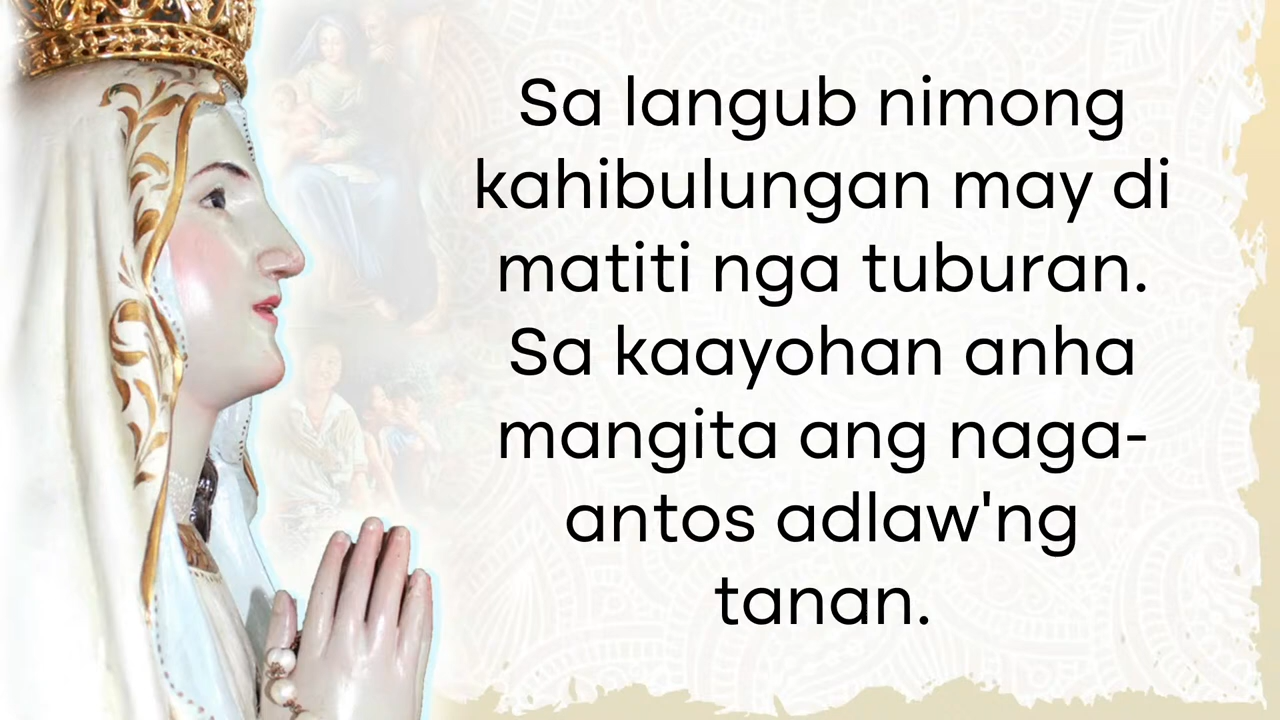 Sa langub nimong
kahibulungan may di
matiti nga tuburan.
Sa kaayohan anha
mangita ang naga-
antos adlaw'ng
tanan.